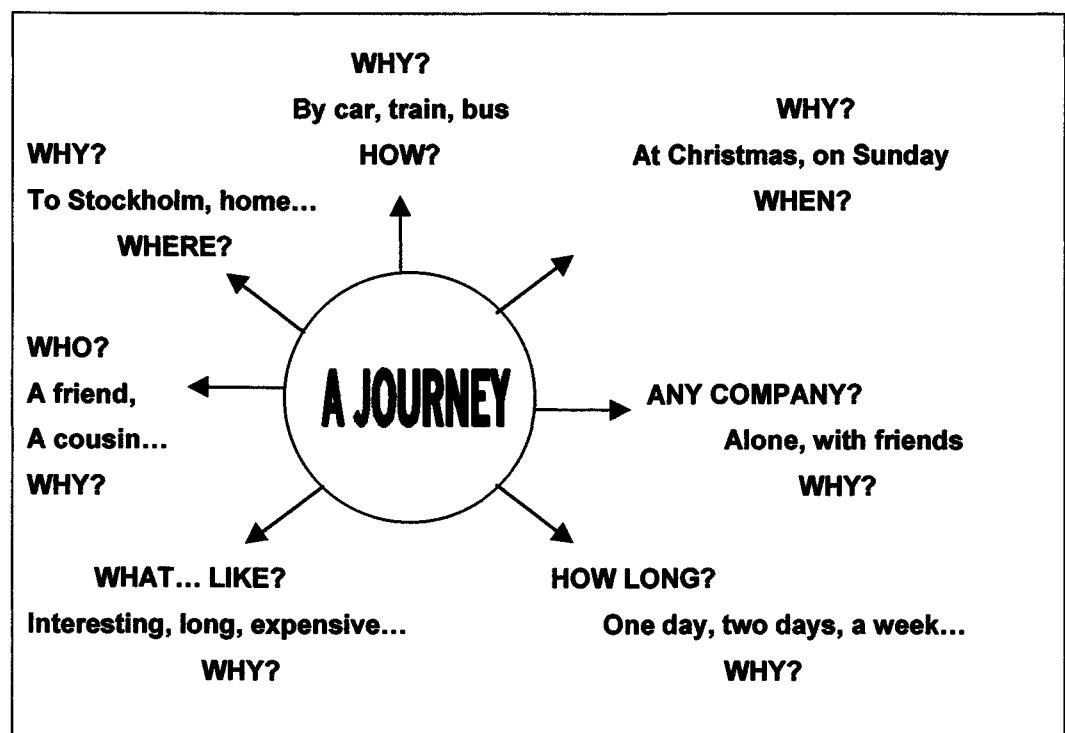 WHY?
By car, train, bus
HOW?
WHY?
At Christmas, on Sunday
WHEN?
WHY?
To Stockholm, home...
WHERE?
WHO?
A friend,
A cousin...
WHY?
A JOURNEY
ANY COMPANY?
Alone, with friends
WHY?
WHAT... LIKE?
Interesting, long, expensive...
WHY?
HOW LONG?
One day, two days, a week...
WHY?